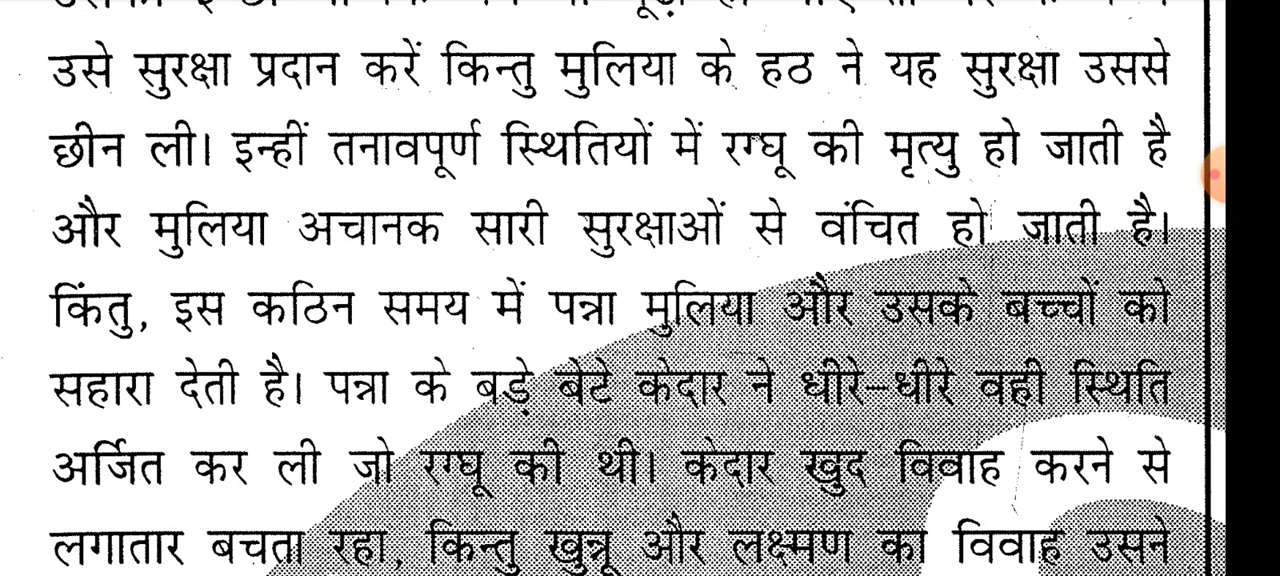 उसे सुरक्षा प्रदान करें किन्तु मुलिया के हठ ने यह सुरक्षा उससे
छीन ली। इन्हीं तनावपूर्ण स्थितियों में रग्घू की मृत्यु हो जाती है
और मुलिया अचानक सारी सुरक्षाओं से वंचित हो जाती है।
किंतु, इस कठिन समय में पन्ना मुलिया और उसके बच्चों को
सहारा देती है। पन्ना के बड़े बेटे केदार ने धीरे-धीरे वही स्थिति
अर्जित कर ली जो रग्घू की थी। केदार खुद विवाह करने से
लगातार बचता रहा, किन्तु खुन्नू और लक्ष्मण का विवाह उसने